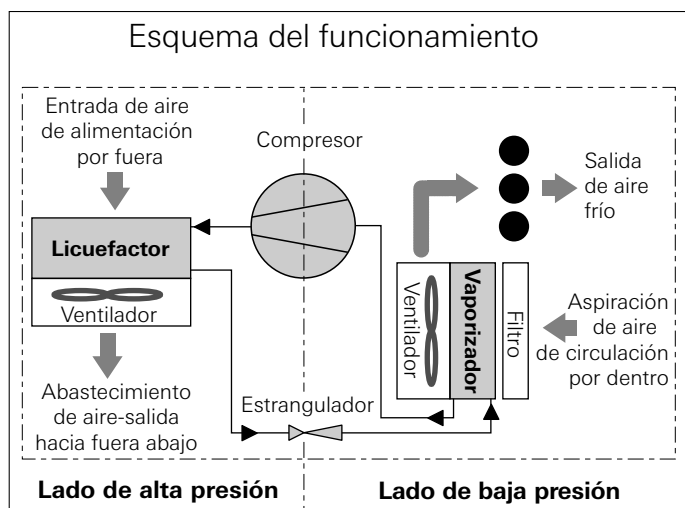 Esquema del funcionamiento
Entrada de aire
de alimentación
por fuera
Compresor
Salida
de aire
frío
Licuefactor
Ventilador
Ventilador
Vaporizador
Filtro
Aspiración
de aire
de circulación
por dentro
Abastecimiento
de aire-salida
hacia fuera abajo
Estrangulador
Lado de alta presión
Lado de baja presión